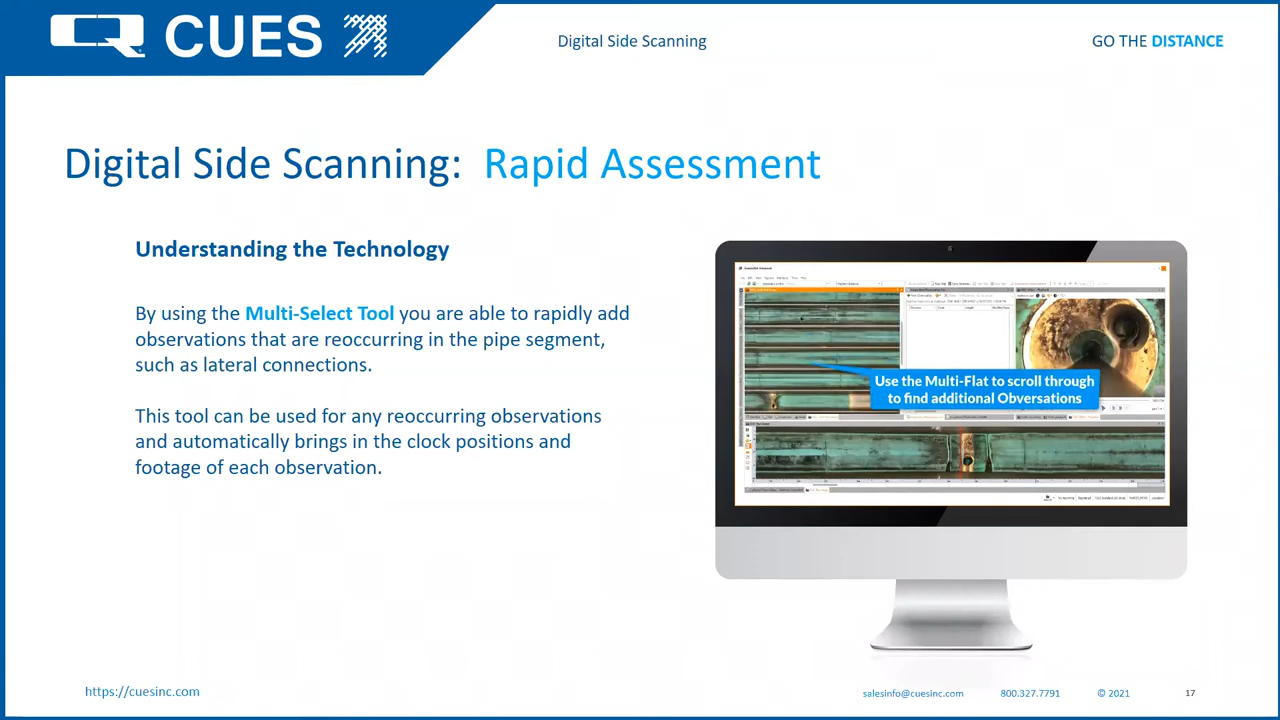 CUES
Digital Side Scanning
GO THE DISTANCE
Digital Side Scanning: Rapid Assessment
Understanding the Technology
By using the Multi-Select Tool you are able to rapidly add
observations that are reoccurring in the pipe segment,
such as lateral connections.
This tool can be used for any reoccurring observations
and automatically brings in the clock positions and
footage of each observation.
Use the Multi-Flat to scroll through
to find additional Obversations
https://cuesinc.com
salesinfo@cuesinc.com
800.327.7791
© 2021
17